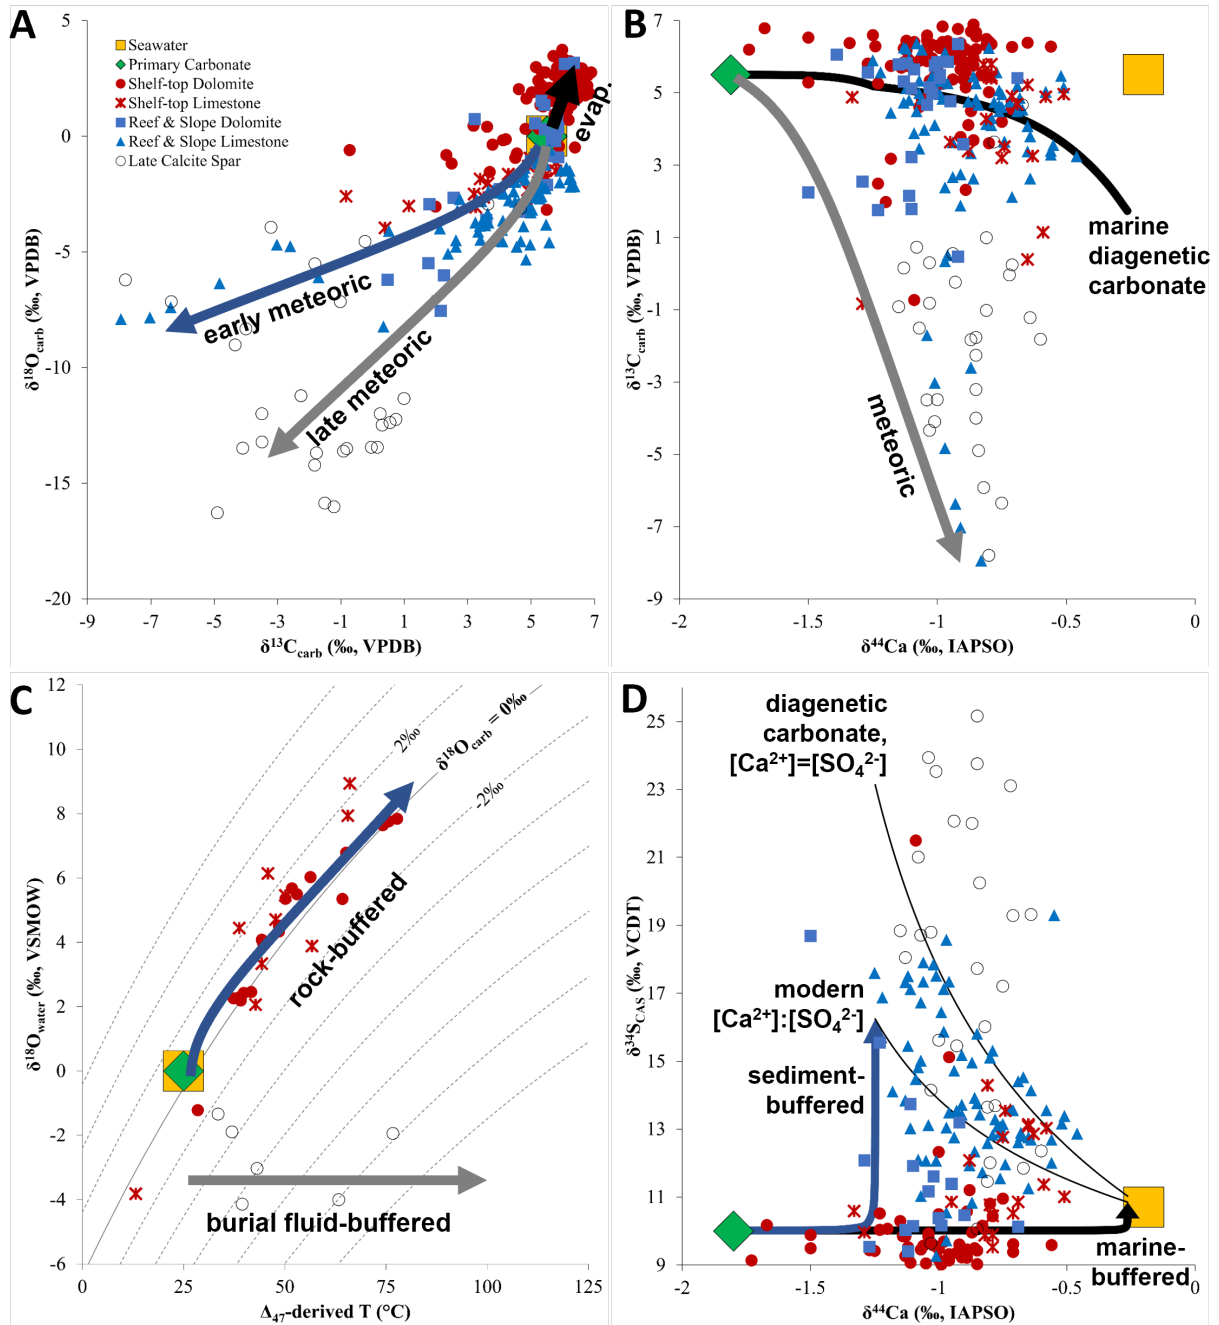 A
5
0
-5
-10
-15
-20
Seawater
Primary Carbonate
Shelf-top Dolomite
Shelf-top Limestone
Reef & Slope Dolomite
Reef & Slope Limestone
Late Calcite Spar
evap.
early meteoric
late meteoric
δ18Ocarb (‰, VPDB)
-9 -7 -5 -3 -1 1 3 5 7
δ13Ccarb (‰, VPDB)
B
7
5
3
1
-1
-3
-5
-7
-9
marine
diagenetic
carbonate
meteoric
δ13Ccarb (‰, VPDB)
-2 -1.5 -1 -0.5 0
δ44Ca (‰, IAPSO)
C
12
10
8
6
4
2
0
-2
-4
-6
2‰
δ18Ocarb = 0‰
-2‰
rock-buffered
burial fluid-buffered
δ18Owater (‰, VSMOW)
0 25 50 75 100 125
Δ47-derived T (°C)
D
25
23
21
19
17
15
13
11
9
diagenetic
carbonate,
[Ca2+]=[SO42-]
modern
[Ca2+]:[SO42-]
sediment-
buffered
marine-
buffered
δ34SCAS (‰, VCDT)
-2 -1.5 -1 -0.5 0
δ44Ca (‰, IAPSO)